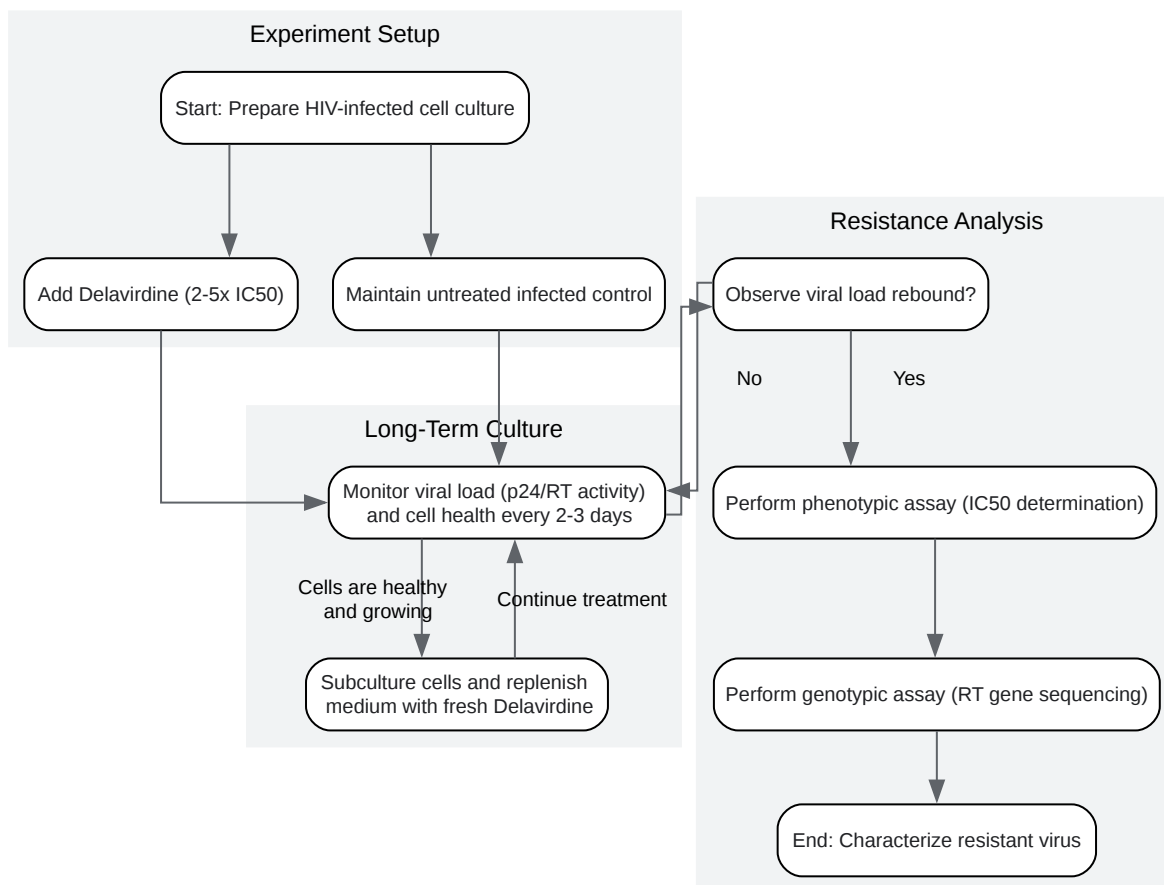 Experiment Setup
Start: Prepare HIV-infected cell culture
Add Delavirdine (2-5x IC50)
Maintain untreated infected control
Long-Term Culture
Monitor viral load (p24/RT activity)
and cell health every 2-3 days
Cells are healthy
and growing
Continue treatment
Subculture cells and replenish
medium with fresh Delavirdine
Resistance Analysis
Observe viral load rebound?
No
Yes
Perform phenotypic assay (IC50 determination)
Perform genotypic assay (RT gene sequencing)
End: Characterize resistant virus